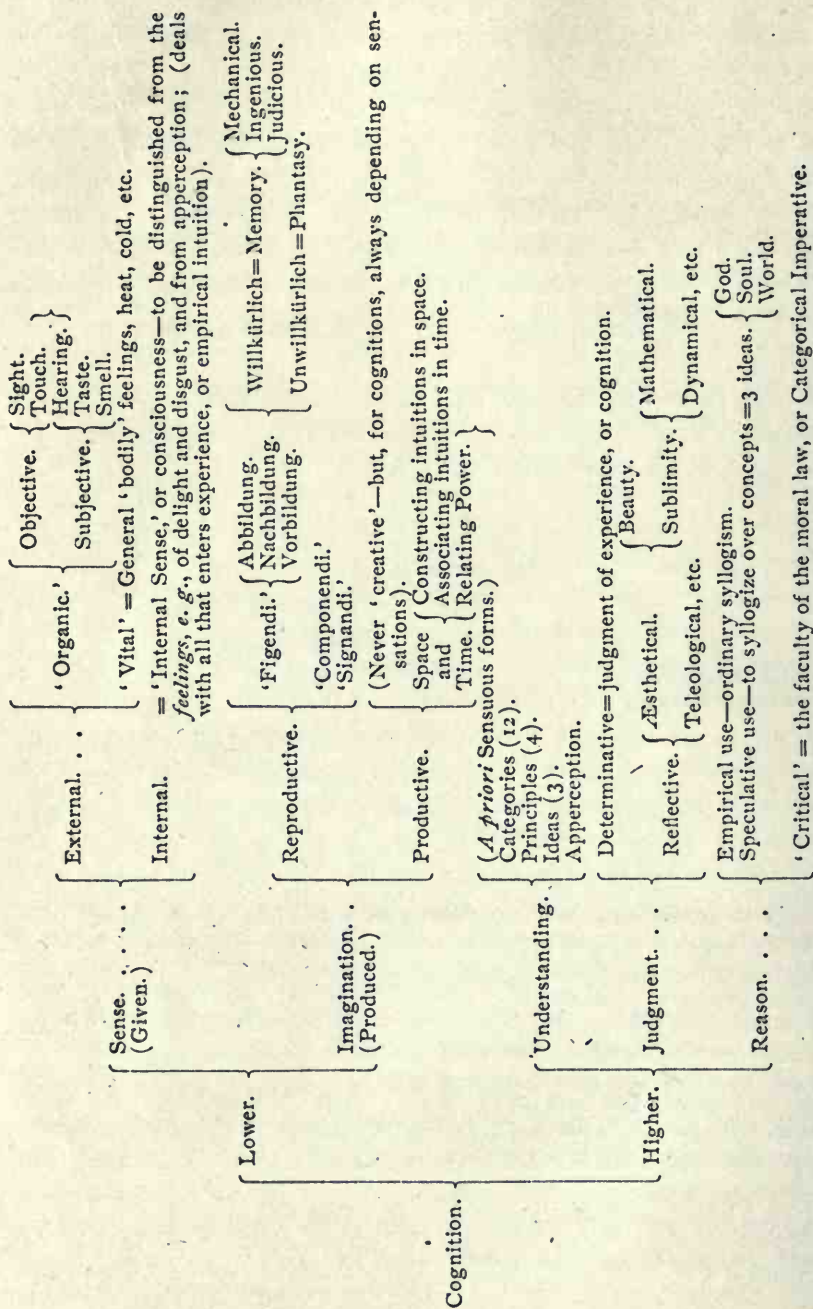 Cognition.
Lower.
Sense. . . . .
(Given.)
External. . .
'Organic.'
Objective.
Sight.
Touch.
Hearing.
Subjective.
Taste.
Smell.
'Vital' = General 'bodily' feelings, heat, cold, etc.
Internal.
= 'Internal Sense,' or consciousness—to be distinguished from the
feelings, e. g., of delight and disgust, and from apperception; (deals
with all that enters experience, or empirical intuition).
Imagination. .
(Produced.)
Reproductive.
'Figendi.'
Abbildung.
Nachbildung.
Vorbildung.
Willkürlich=Memory.
Mechanical.
Ingenious.
Judicious.
Unwillkürlich=Phantasy.
'Componendi.'
'Signandi.'
Productive.
(Never 'creative'—but, for cognitions, always depending on sen-
sations).
Space
and
Time.
Constructing intuitions in space.
Associating intuitions in time.
Relating Power.
Higher.
Understanding.
(A priori Sensuous forms.)
Categories (12).
Principles (4).
Ideas (3).
Apperception.
Judgment. . . .
Determinative=judgment of experience, or cognition.
Reflective.
Æsthetical.
Beauty.
Sublimity.
Mathematical.
Dynamical, etc.
Teleological, etc.
Reason. . . .
Empirical use—ordinary syllogism.
Speculative use—to syllogize over concepts=3 ideas.
God.
Soul.
World.
'Critical' = the faculty of the moral law, or Categorical Imperative.